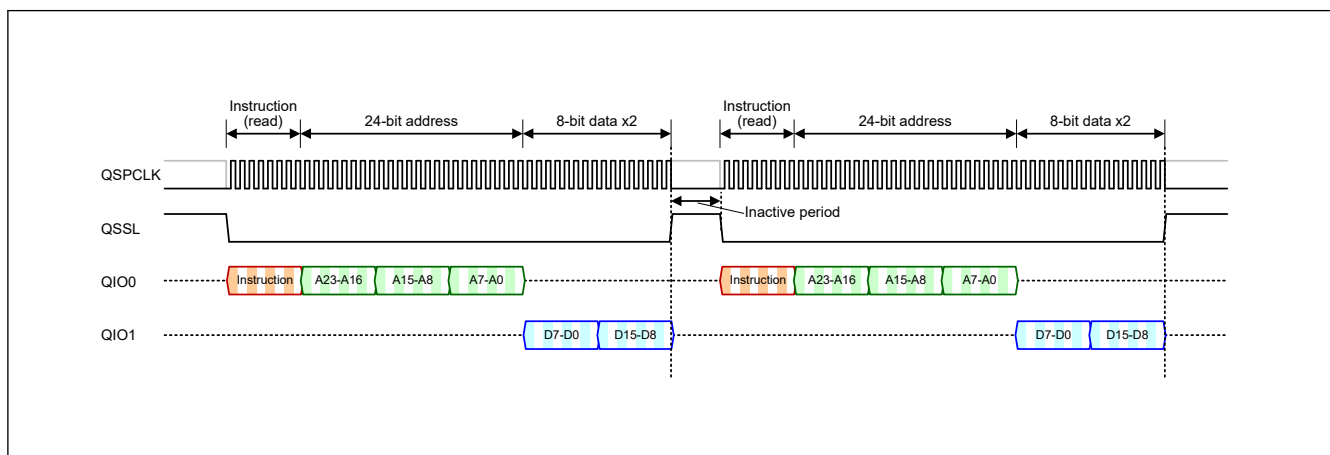 Instruction
(read)
24-bit address
8-bit data x2
Instruction
(read)
24-bit address
8-bit data x2
QSPCLK
Inactive period
QSSL
QIO0
Instruction
A23-A16
A15-A8
A7-A0
Instruction
A23-A16
A15-A8
A7-A0
QIO1
D7-D0
D15-D8
D7-D0
D15-D8